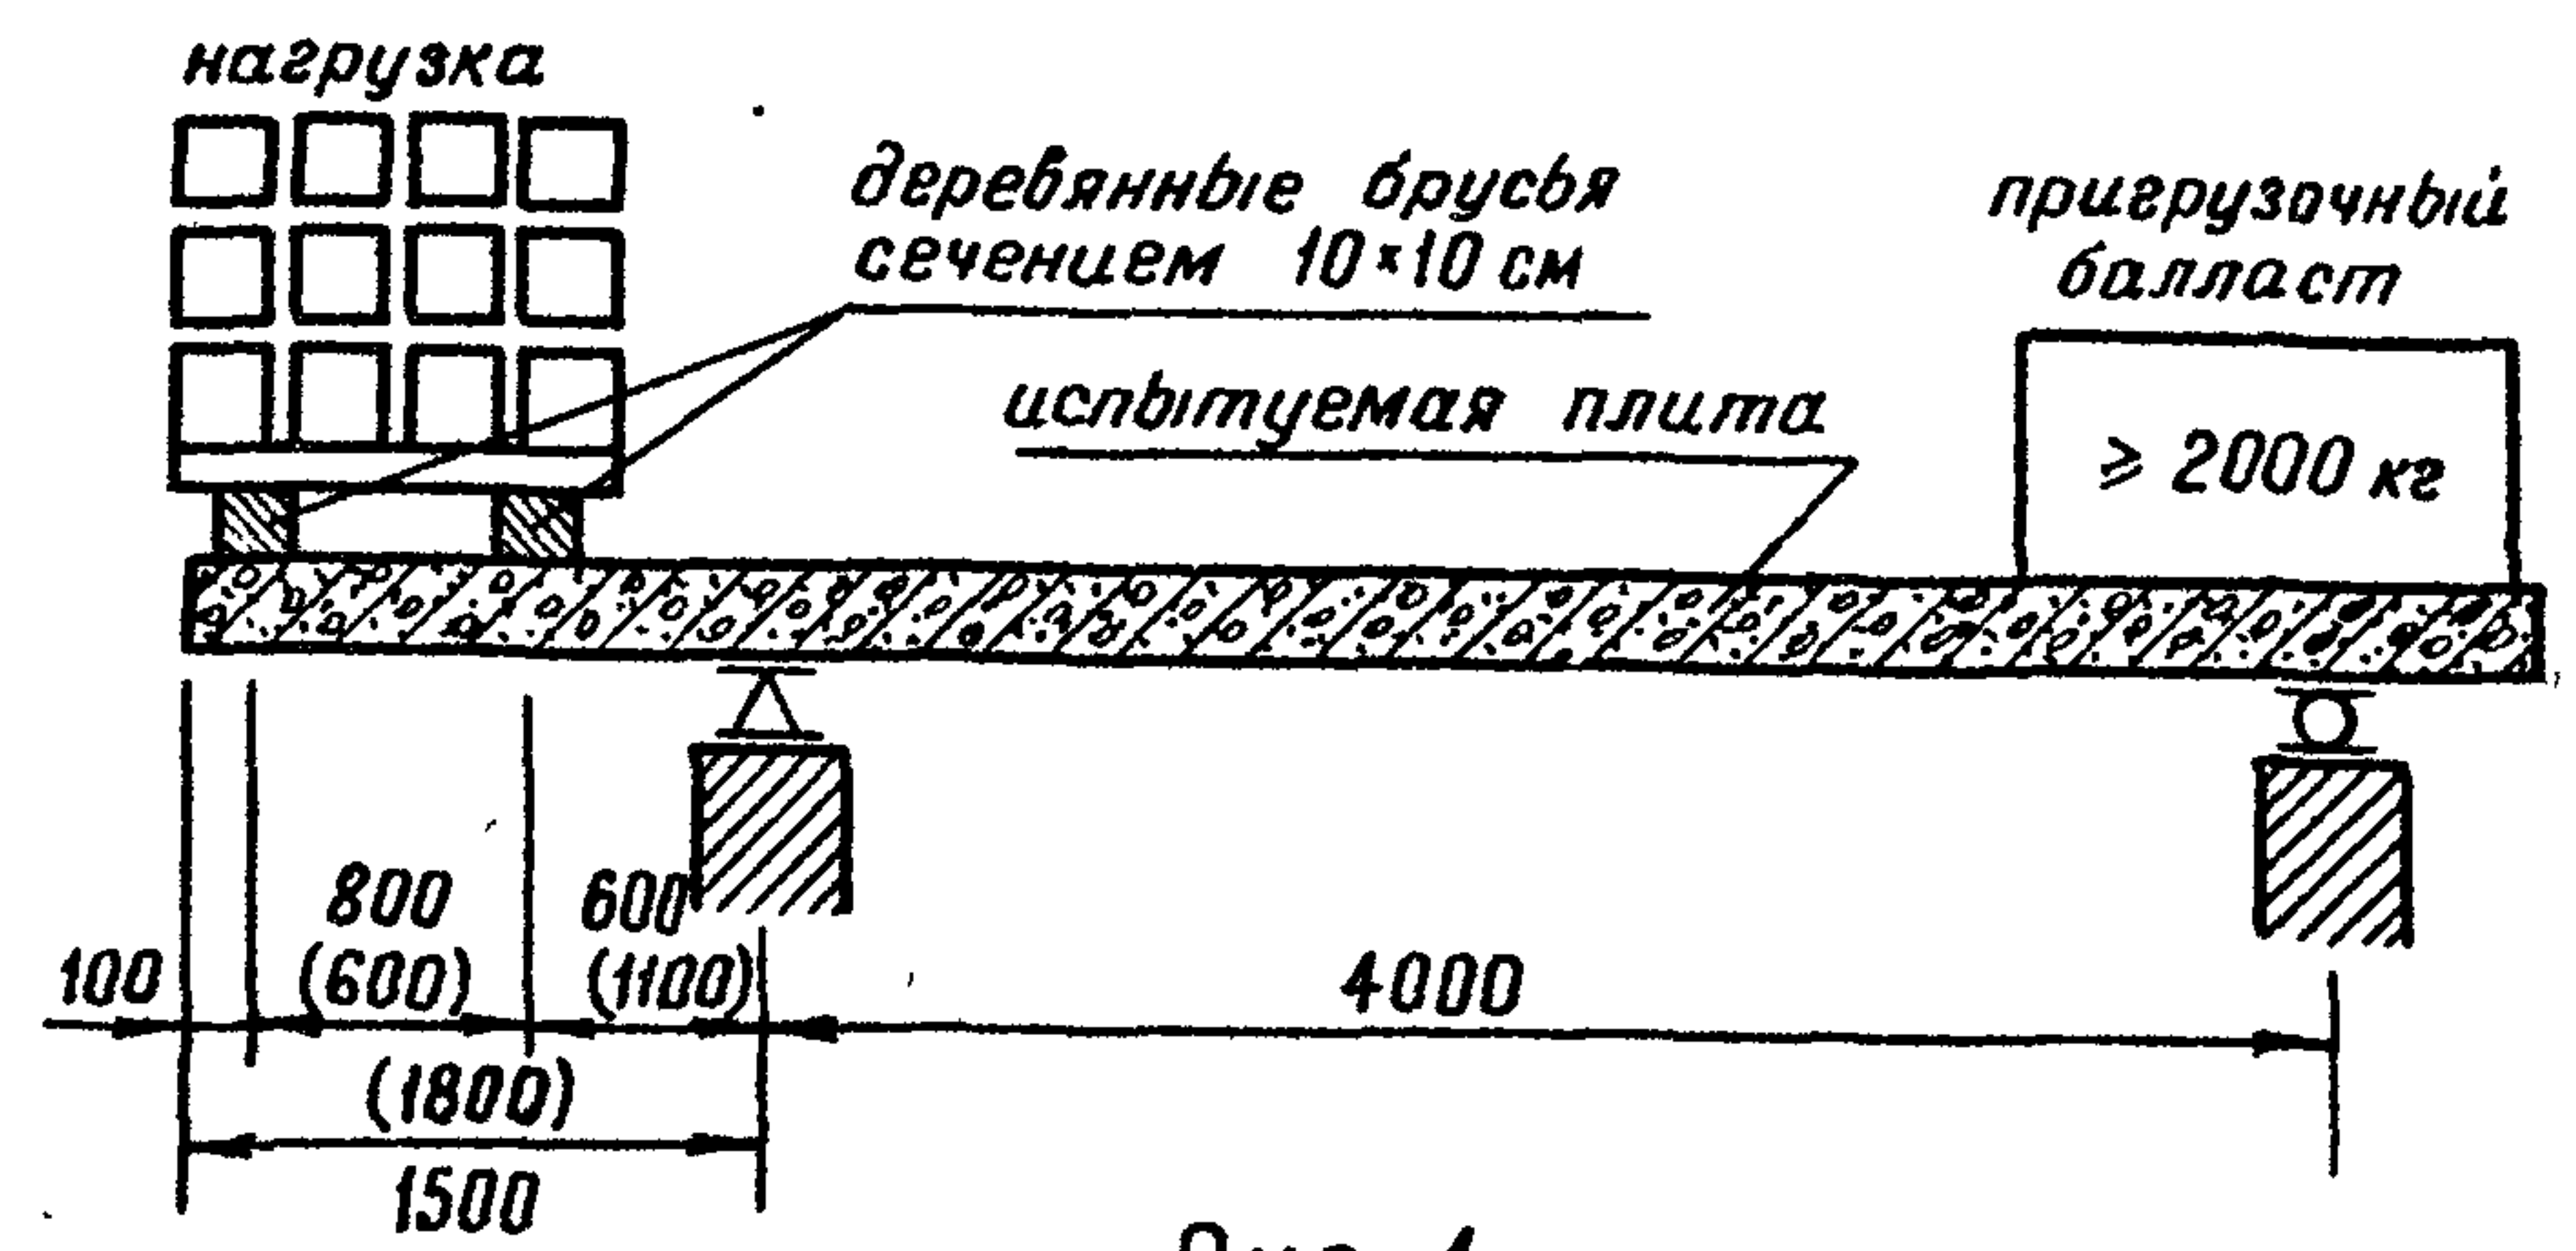 нагрузка
деревянные брусья
сечением 10×10 см
пригрузочный
балласт
испытуемая плита
≥ 2000 кг
800
600
100
(600)
(1100)
4000
(1800)
1500